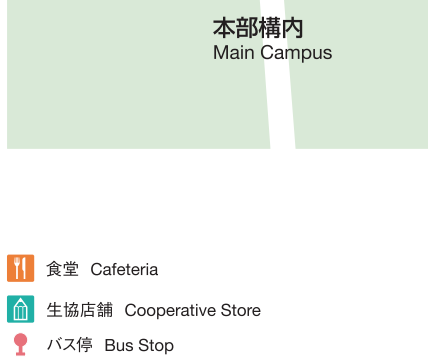 本部構内
Main Campus
食堂 Cafeteria
生協店舗 Cooperative Store
バス停 Bus Stop